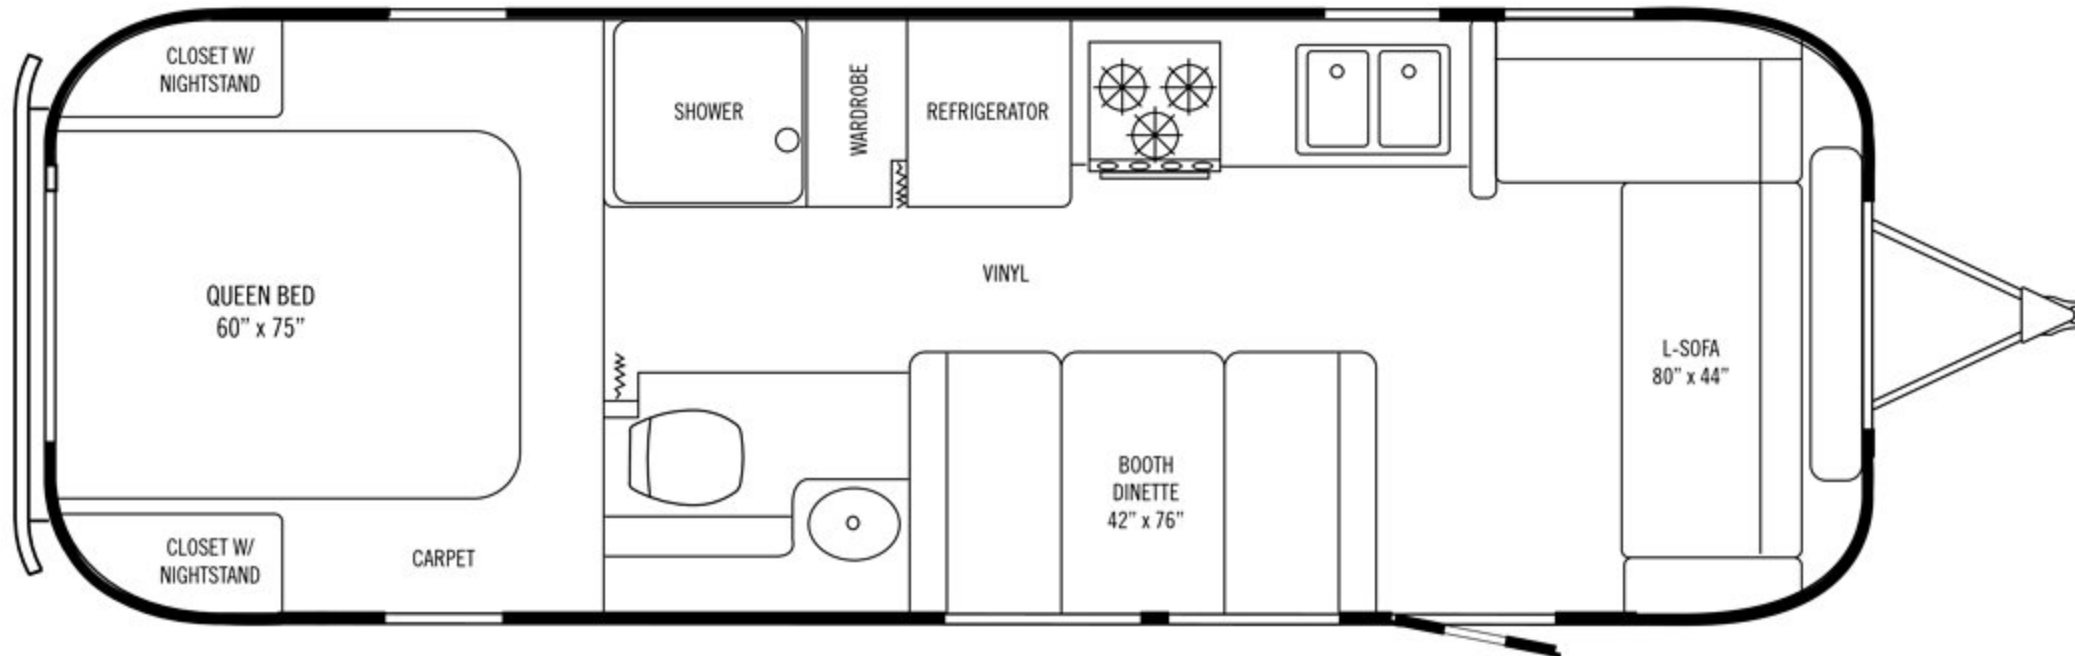 CLOSET W/
NIGHTSTAND
SHOWER
WARDROBE
REFRIGERATOR
VINYL
QUEEN BED
60” x 75”
L-SOFA
80” x 44”
BOOTH
DINETTE
42” x 76”
CLOSET W/
NIGHTSTAND
CARPET